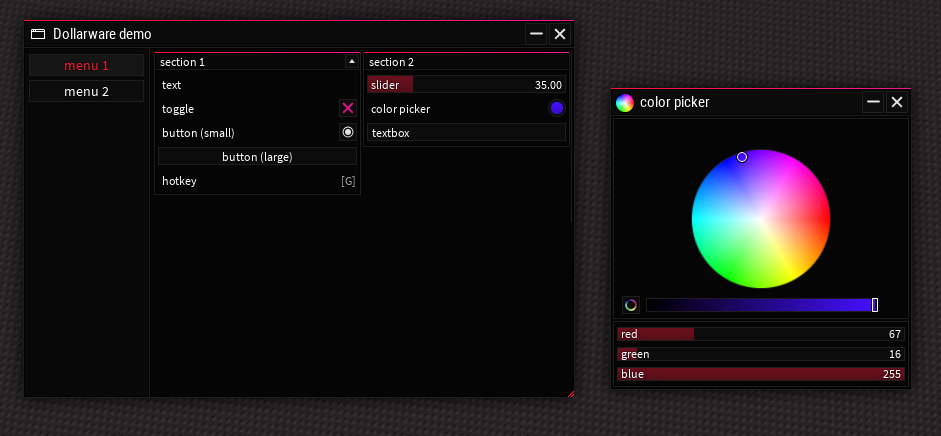 Dollarware demo
menu 1
menu 2
section 1
text
toggle
button (small)
button (large)
hotkey [G]
section 2
slider 35.00
color picker
textbox
color picker
red 67
green 16
blue 255